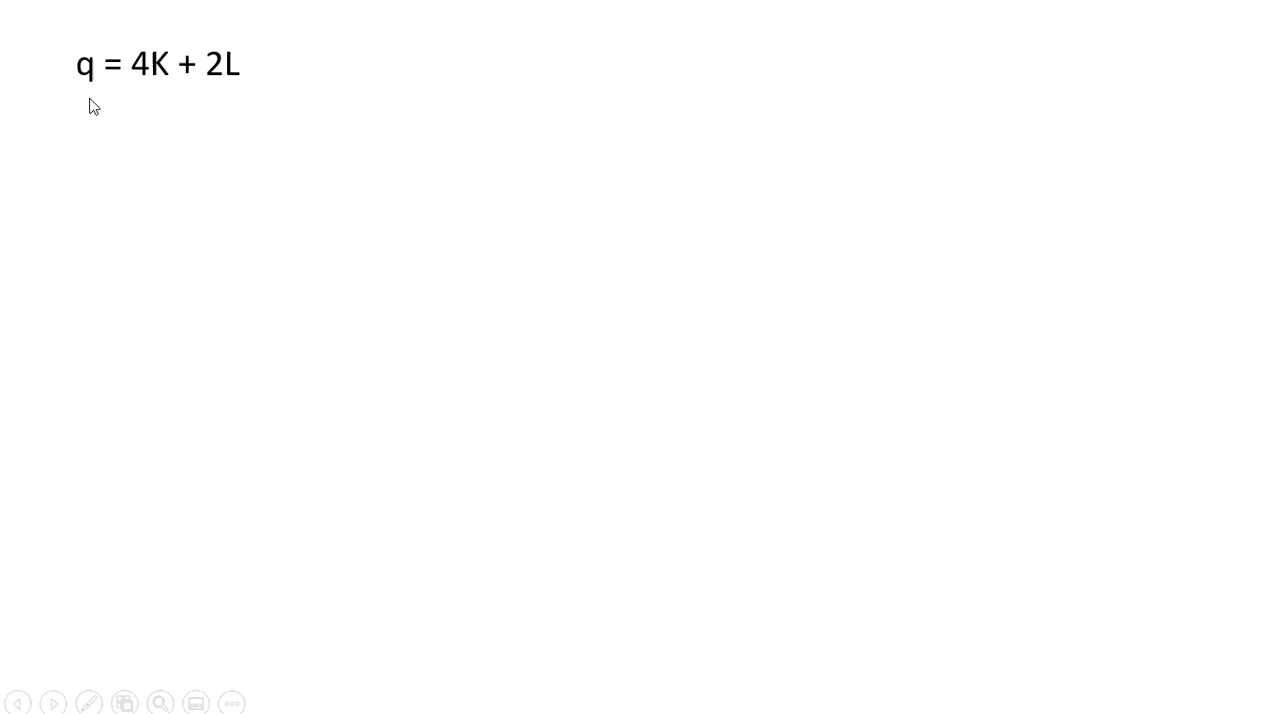 q = 4K + 2L